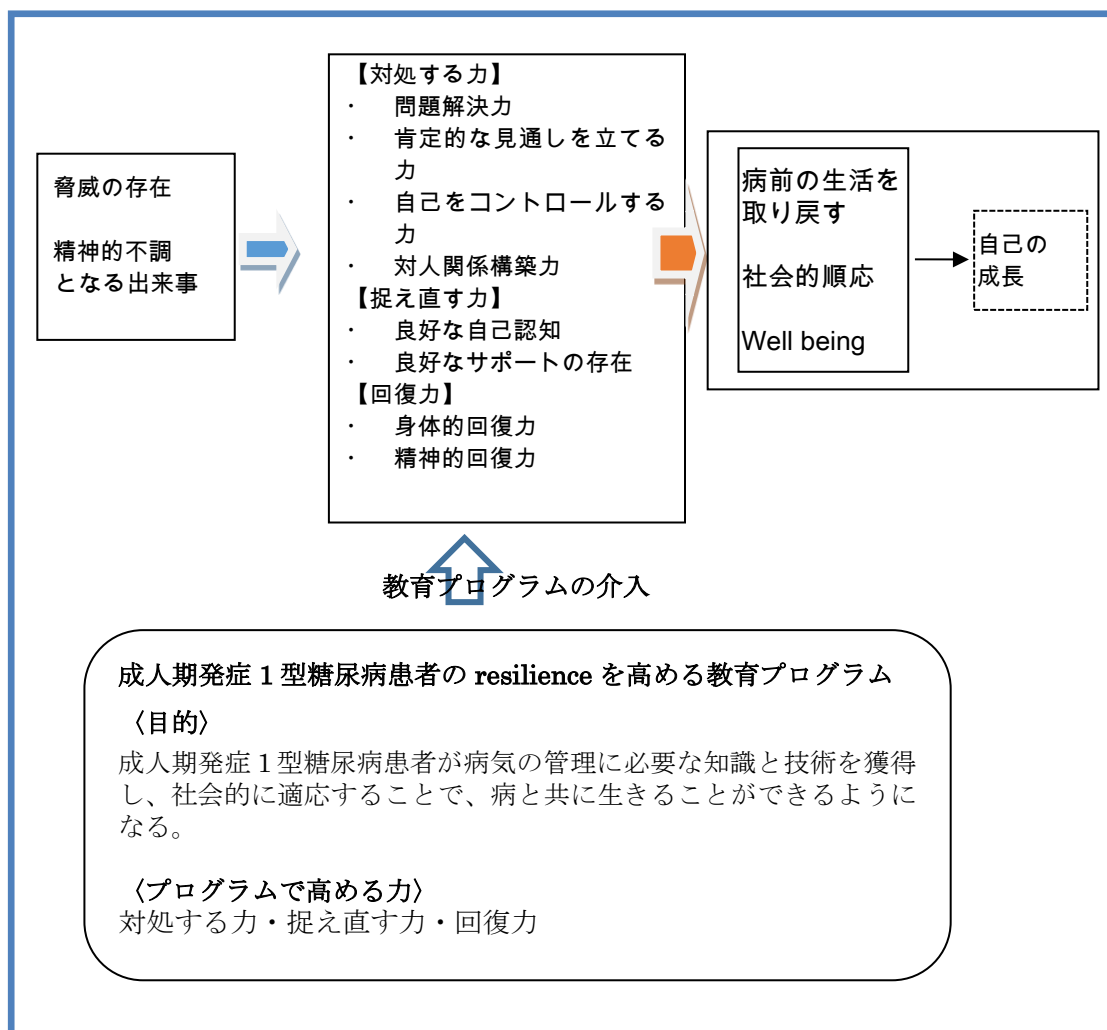 脅威の存在
精神的不調
となる出来事
【対処する力】
・ 問題解決力
・ 肯定的な見通しを立てる
力
・ 自己をコントロールする
力
・ 対人関係構築力
【捉え直す力】
・ 良好な自己認知
・ 良好なサポートの存在
【回復力】
・ 身体的回復力
・ 精神的回復力
病前の生活を
取り戻す
社会的順応
Well being
自己の
成長
教育プログラムの介入
成人期発症1型糖尿病患者の resilience を高める教育プログラム
〈目的〉
成人期発症1型糖尿病患者が病気の管理に必要な知識と技術を獲得
し、社会的に適応することで、病と共に生きることができるように
なる。
〈プログラムで高める力〉
対処する力・捉え直す力・回復力